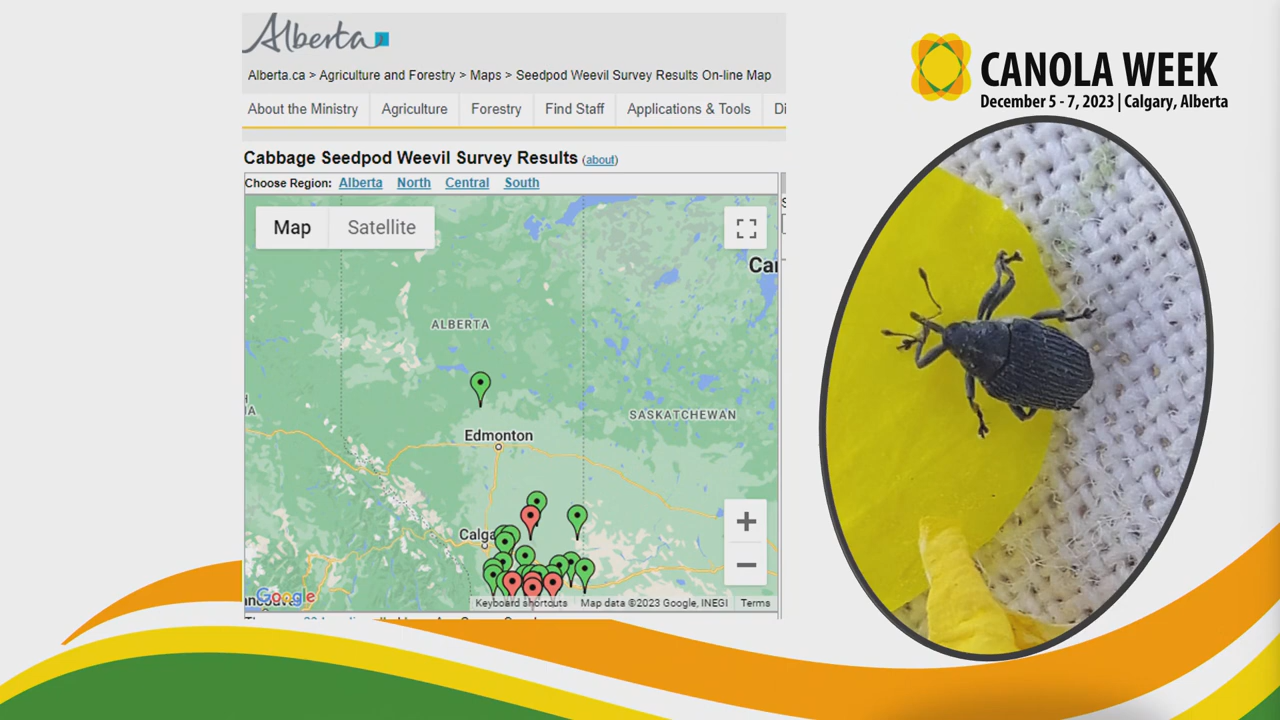 Alberta
Alberta.ca > Agriculture and Forestry > Maps > Seedpod Weevil Survey Results On-line Map
About the Ministry
Agriculture
Forestry
Find Staff
Applications & Tools
Di
Cabbage Seedpod Weevil Survey Results (about)
Choose Region: Alberta North Central South
Map
Satellite
Car
ALBERTA
SASKATCHEWAN
Edmonton
Calga
Google
Keyboard shortcuts
Map data ©2023 Google, INEGI
Terms
CANOLA WEEK
December 5 - 7, 2023 | Calgary, Alberta